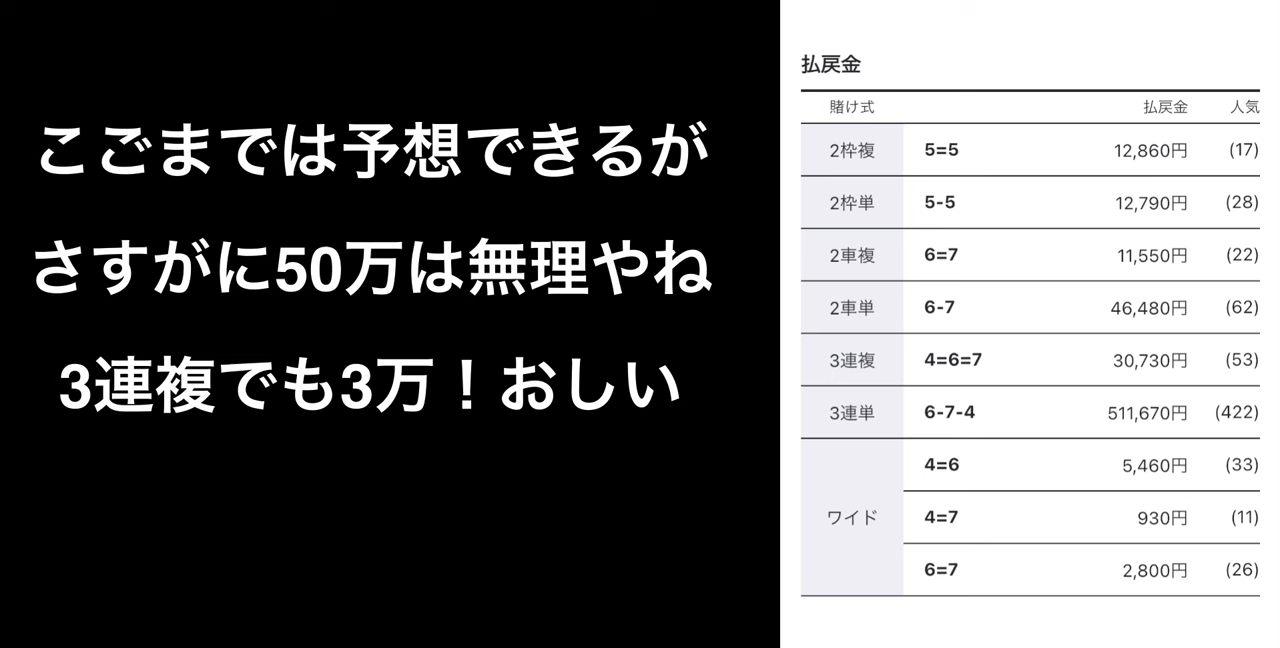 こごまでは予想できるが
さすがに50万は無理やね
3連複でも3万！おしい
払戻金
賭け式 払戻金 人気
2枠複 5=5 12,860円 (17)
2枠単 5-5 12,790円 (28)
2車複 6=7 11,550円 (22)
2車単 6-7 46,480円 (62)
3連複 4=6=7 30,730円 (53)
3連単 6-7-4 511,670円 (422)
ワイド 4=6 5,460円 (33)
4=7 930円 (11)
6=7 2,800円 (26)